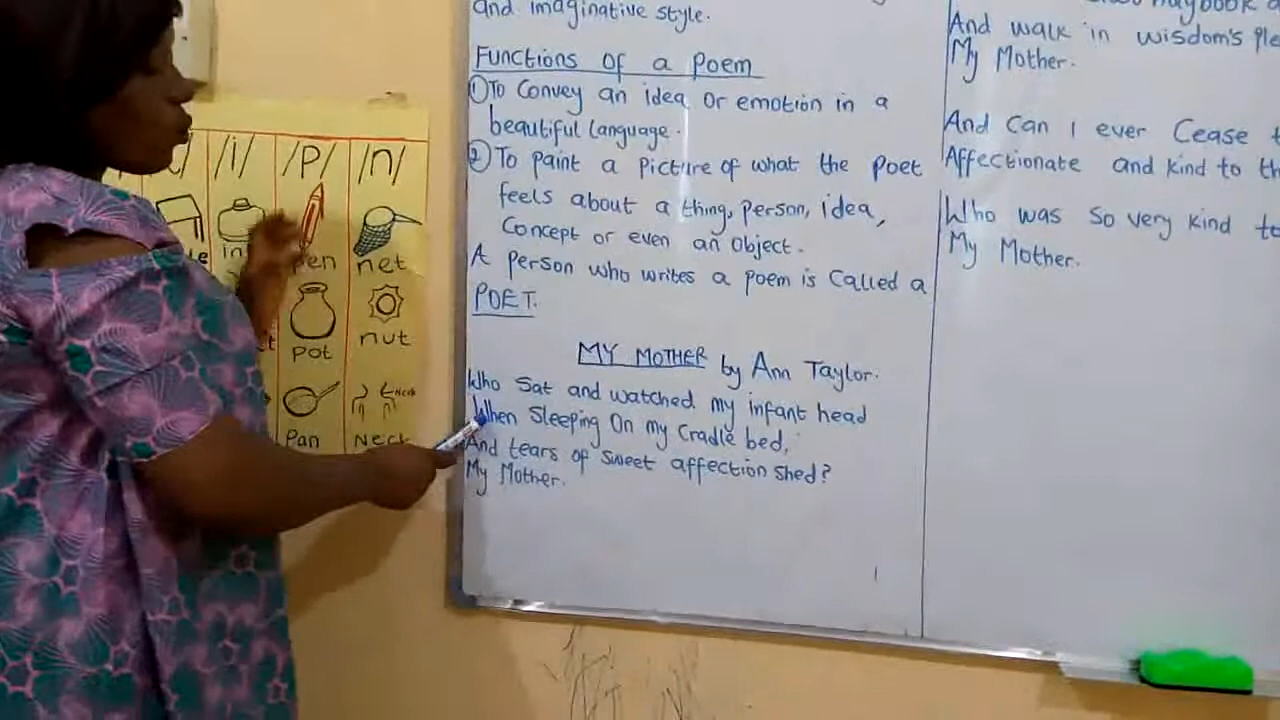 and imaginative style.
Functions of a Poem
① To Convey an idea or emotion in a
beautiful Language.
② To paint a picture of what the poet
feels about a thing, person, idea,
Concept or even an object.
A person who writes a poem is called a
POET.
MY MOTHER by Ann Taylor.
Who Sat and watched my infant head
When Sleeping On my Cradle bed,
And tears of sweet affection shed?
My Mother.
And walk in wisdom's
My Mother.
And Can I ever Cease
Affectionate and kind to
Who was so very kind to
My Mother.
/i/ /p/ /n/
in pen net
pot nut
Pan Neck